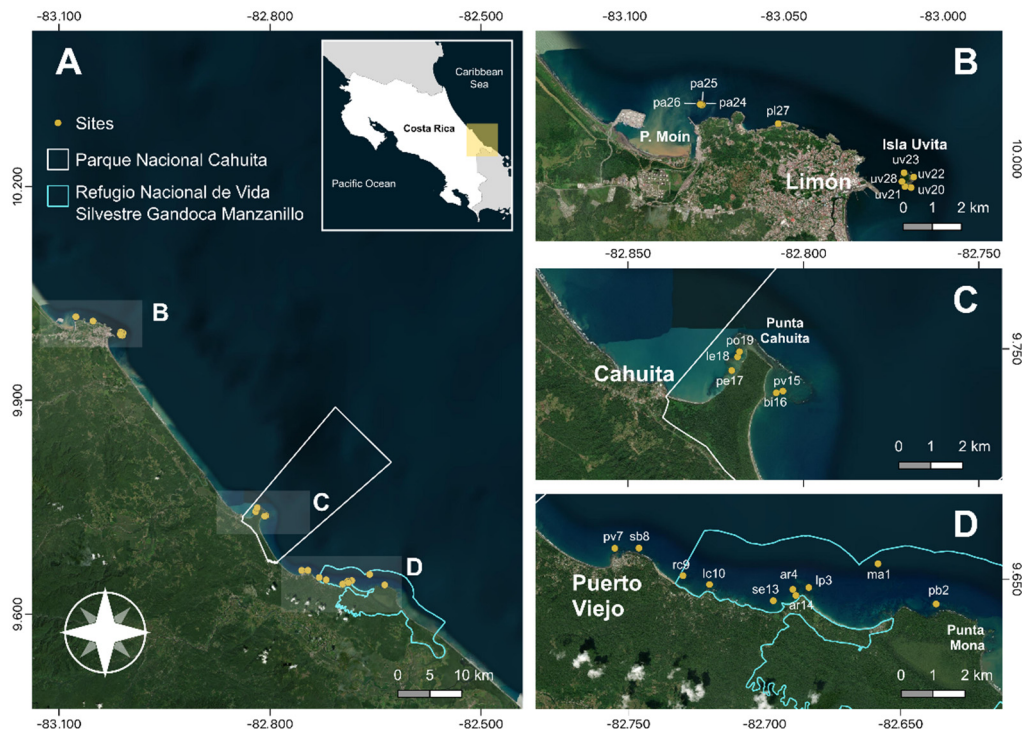 -83.100
-82.800
-82.500
A
Caribbean
Sea
Costa Rica
Pacific Ocean
Sites
Parque Nacional Cahuita
Refugio Nacional de Vida
Silvestre Gandoca Manzanillo
10.200
9.900
9.600
B
C
D
0 5 10 km
-83.100
-82.800
-82.500
-83.100
-83.050
-83.000
B
pa25
pa26
pa24
pl27
P. Moín
Isla Uvita
uv23
uv28
uv22
uv21
uv20
Limón
10.000
0 1 2 km
-82.850
-82.800
-82.750
C
Punta
Cahuita
po19
le18
Cahuita
pe17
pv15
bl16
9.750
0 1 2 km
D
pv7
sb8
rc9
lc10
ar4
lp3
ma1
se13
ar14
pb2
Puerto
Viejo
Punta
Mona
9.650
0 1 2 km
-82.750
-82.700
-82.650